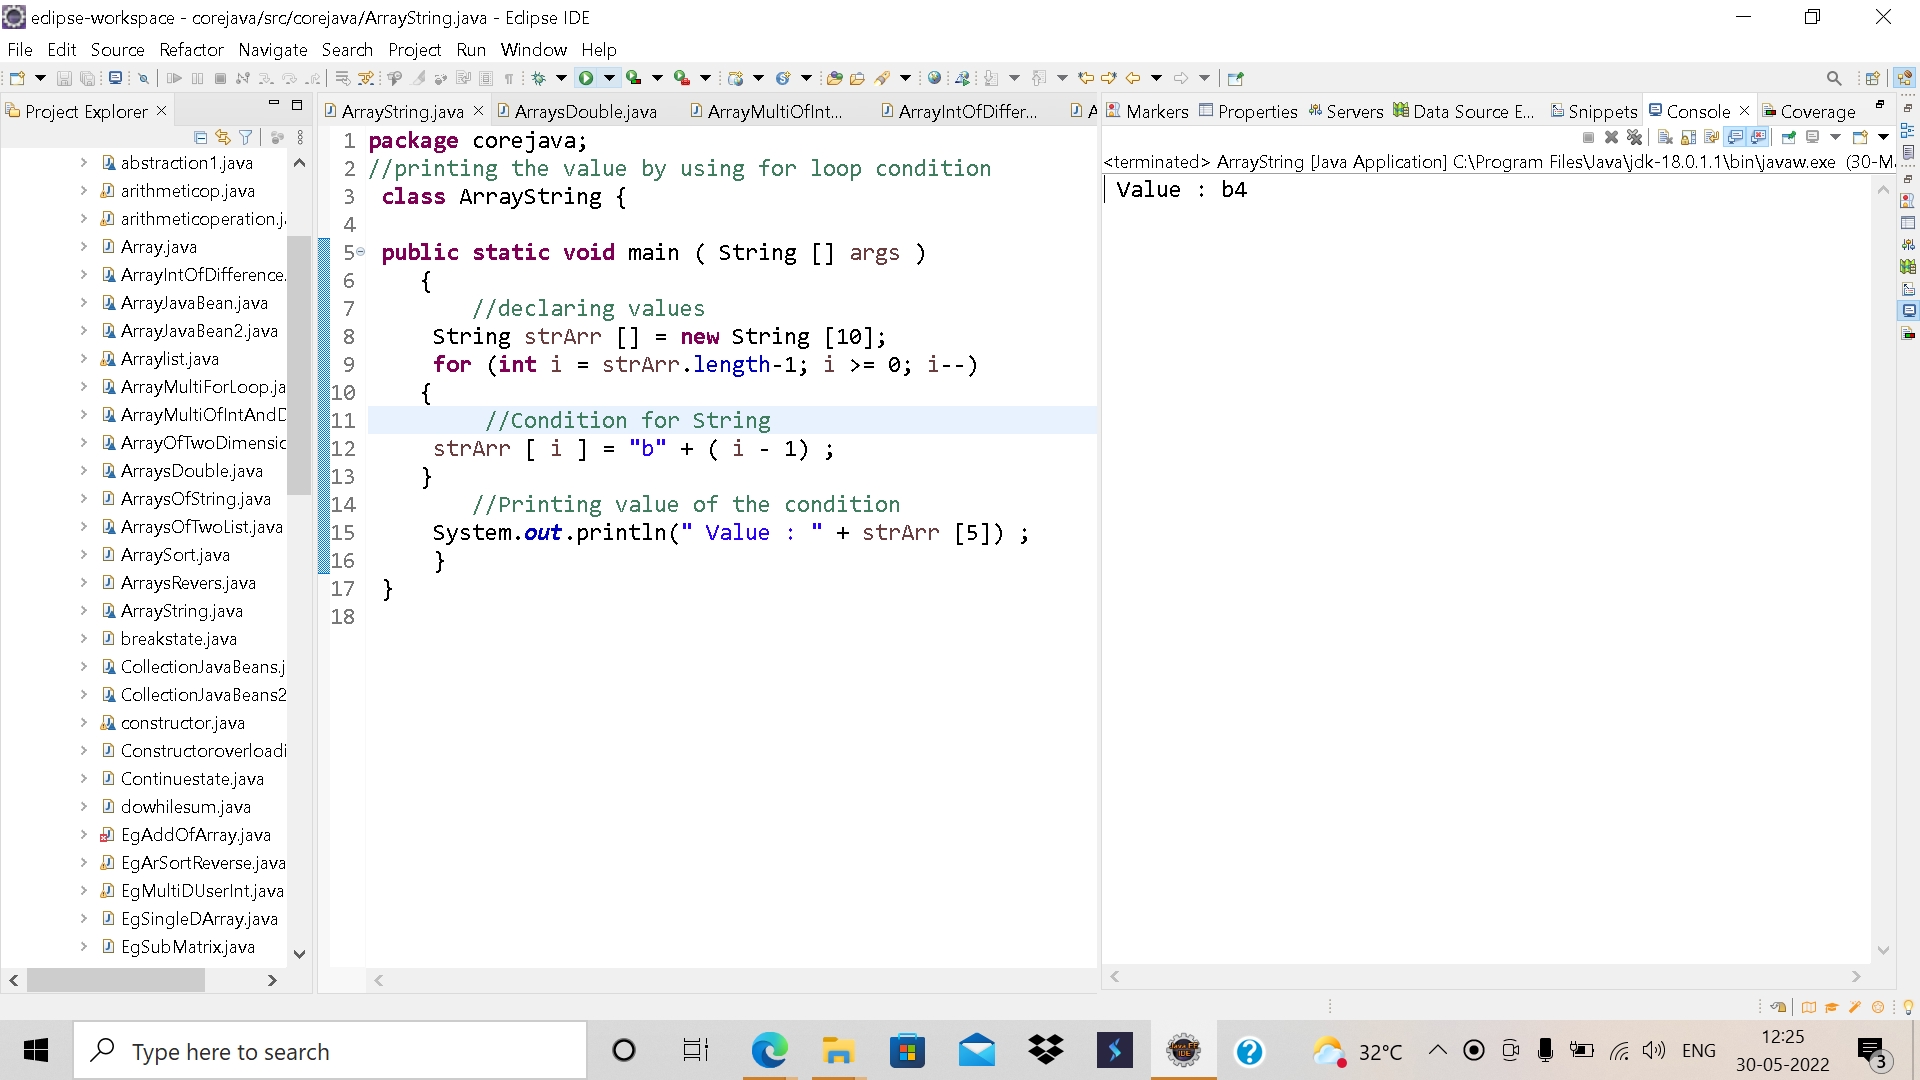 eclipse-workspace - corejava/src/corejava/ArrayString.java - Eclipse IDE
File Edit Source Refactor Navigate Search Project Run Window Help
Project Explorer
abstraction1.java
arithmeticop.java
arithmeticoperation.j
Array.java
ArrayIntOfDifference.
ArrayJavaBean.java
ArrayJavaBean2.java
Arraylist.java
ArrayMultiForLoop.ja
ArrayMultiOfIntAndD
ArrayOfTwoDimensic
ArraysDouble.java
ArraysOfString.java
ArraysOfTwoList.java
ArraySort.java
ArraysRevers.java
ArrayString.java
breakstate.java
CollectionJavaBeans.j
CollectionJavaBeans2
constructor.java
Constructoroverloadi
Continuestate.java
dowhilesum.java
EgAddOfArray.java
EgArSortReverse.java
EgMultiDUserInt.java
EgSingleDArray.java
EgSubMatrix.java
ArrayString.java ArraysDouble.java ArrayMultiOfInt... ArrayIntOfDiffer... A
1 package corejava;
2 //printing the value by using for loop condition
3 class ArrayString {
4
5 public static void main ( String [] args )
6 {
7 //declaring values
8 String strArr [] = new String [10];
9 for (int i = strArr.length-1; i >= 0; i--)
10 {
11 //Condition for String
12 strArr [ i ] = "b" + ( i - 1) ;
13 }
14 //Printing value of the condition
15 System.out.println(" Value : " + strArr [5]) ;
16 }
17 }
18
Markers Properties Servers Data Source E... Snippets Console Coverage
<terminated> ArrayString [Java Application] C:\Program Files\Java\jdk-18.0.1.1\bin\javaw.exe (30-Ma
Value : b4
Type here to search
32°C
ENG
12:25
30-05-2022
3